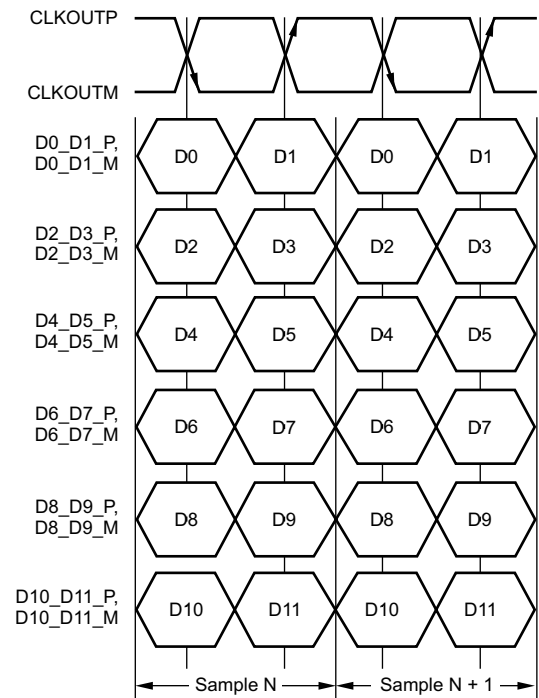 CLKOUTP
CLKOUTM
D0_D1_P,
D0_D1_M
D0 D1 D0 D1
D2_D3_P,
D2_D3_M
D2 D3 D2 D3
D4_D5_P,
D4_D5_M
D4 D5 D4 D5
D6_D7_P,
D6_D7_M
D6 D7 D6 D7
D8_D9_P,
D8_D9_M
D8 D9 D8 D9
D10_D11_P,
D10_D11_M
D10 D11 D10 D11
Sample N Sample N + 1